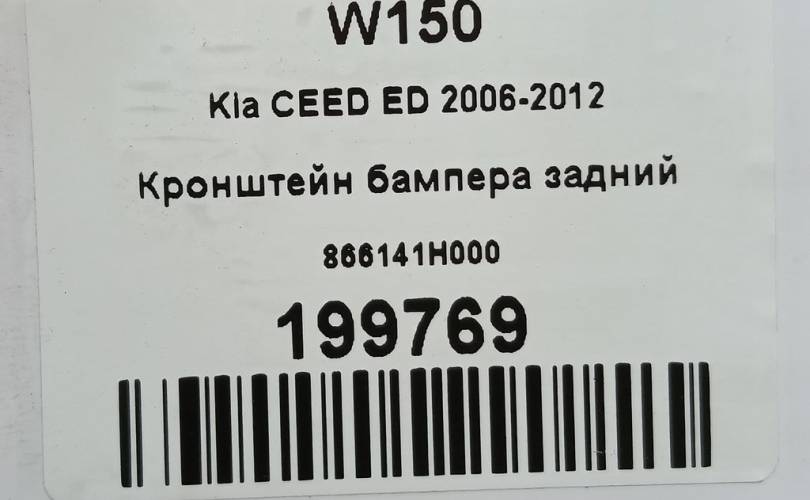 W150
Kia CEED ED 2006-2012
Кронштейн бампера задний
866141H000
199769